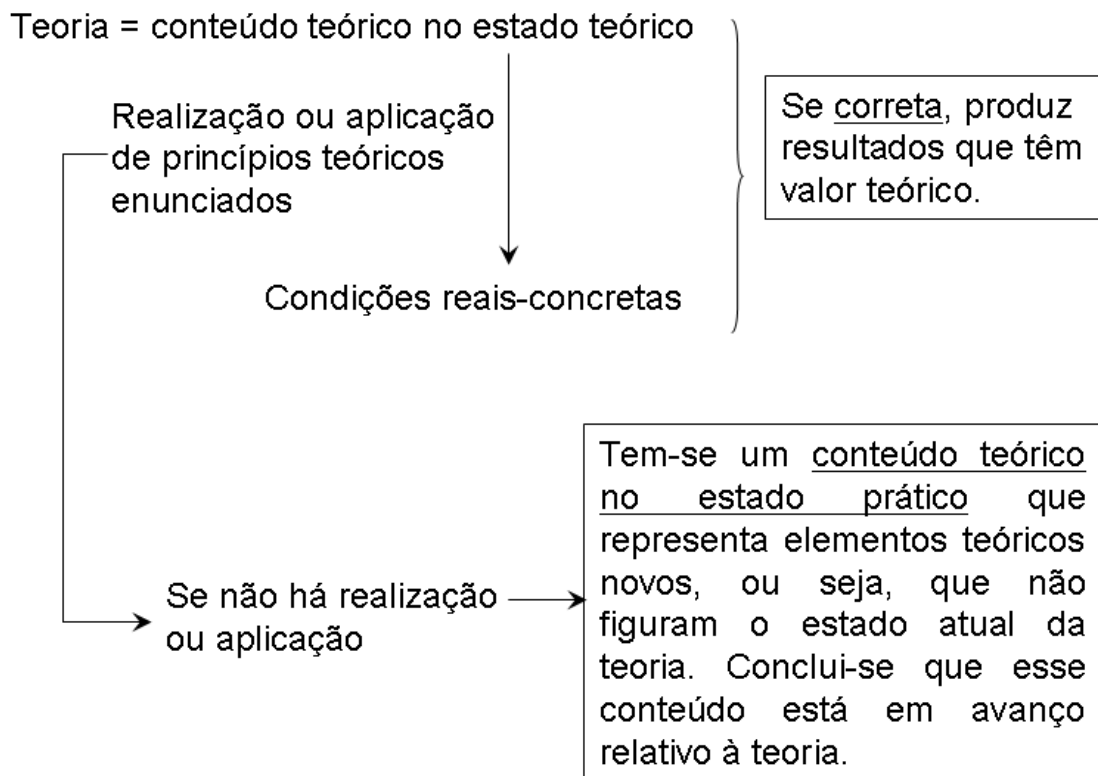 Teoria = conteúdo teórico no estado teórico
Realização ou aplicação
de princípios teóricos
enunciados
Condições reais-concretas
Se correta, produz
resultados que têm
valor teórico.
Se não há realização
ou aplicação
Tem-se um conteúdo teórico
no estado prático que
representa elementos teóricos
novos, ou seja, que não
figuram o estado atual da
teoria. Conclui-se que esse
conteúdo está em avanço
relativo à teoria.